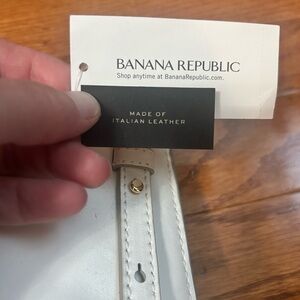 BANANA REPUBLIC
Shop anytime at BananaRepublic.com.
MADE OF
ITALIAN LEATHER